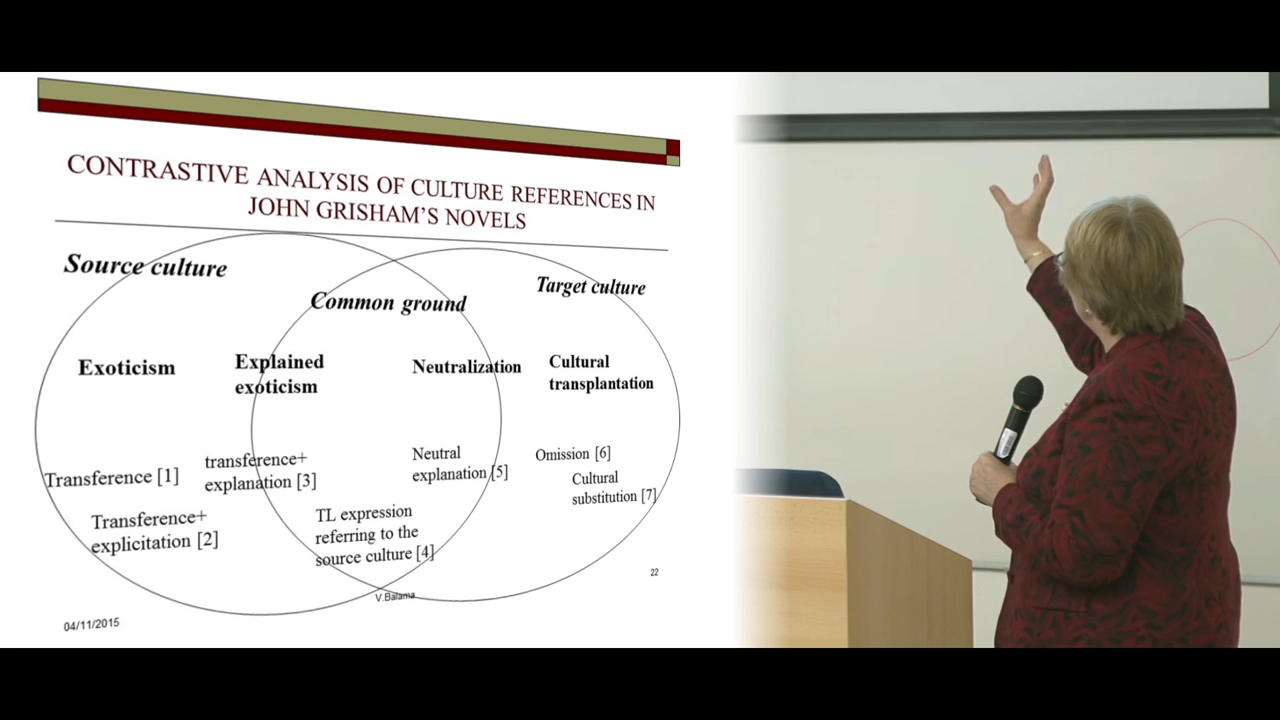 CONTRASTIVE ANALYSIS OF CULTURE REFERENCES IN
JOHN GRISHAM'S NOVELS
Source culture
Common ground
Target culture
Exoticism
Explained
exoticism
Neutralization
Cultural
transplantation
Transference [1]
transference+
explanation [3]
Neutral
explanation [5]
Omission [6]
Cultural
substitution [7]
Transference+
explicitation [2]
TL expression
referring to the
source culture [4]
22
V.Balama
04/11/2015